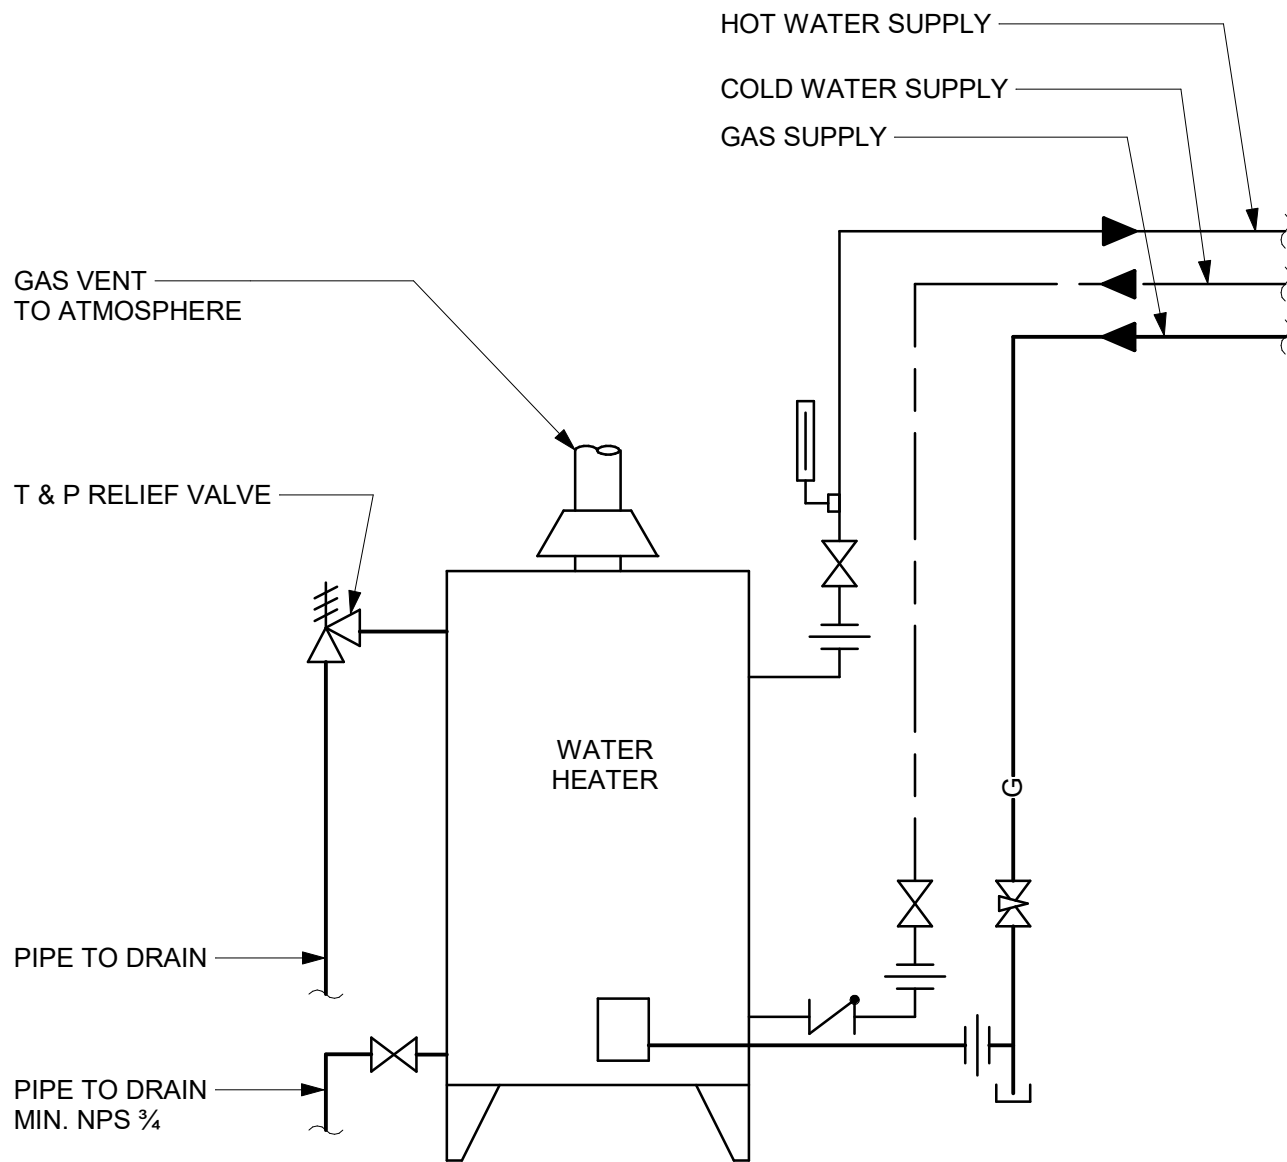 HOT WATER SUPPLY
COLD WATER SUPPLY
GAS SUPPLY
GAS VENT
TO ATMOSPHERE
T & P RELIEF VALVE
WATER
HEATER
G
PIPE TO DRAIN
PIPE TO DRAIN
MIN. NPS ¾